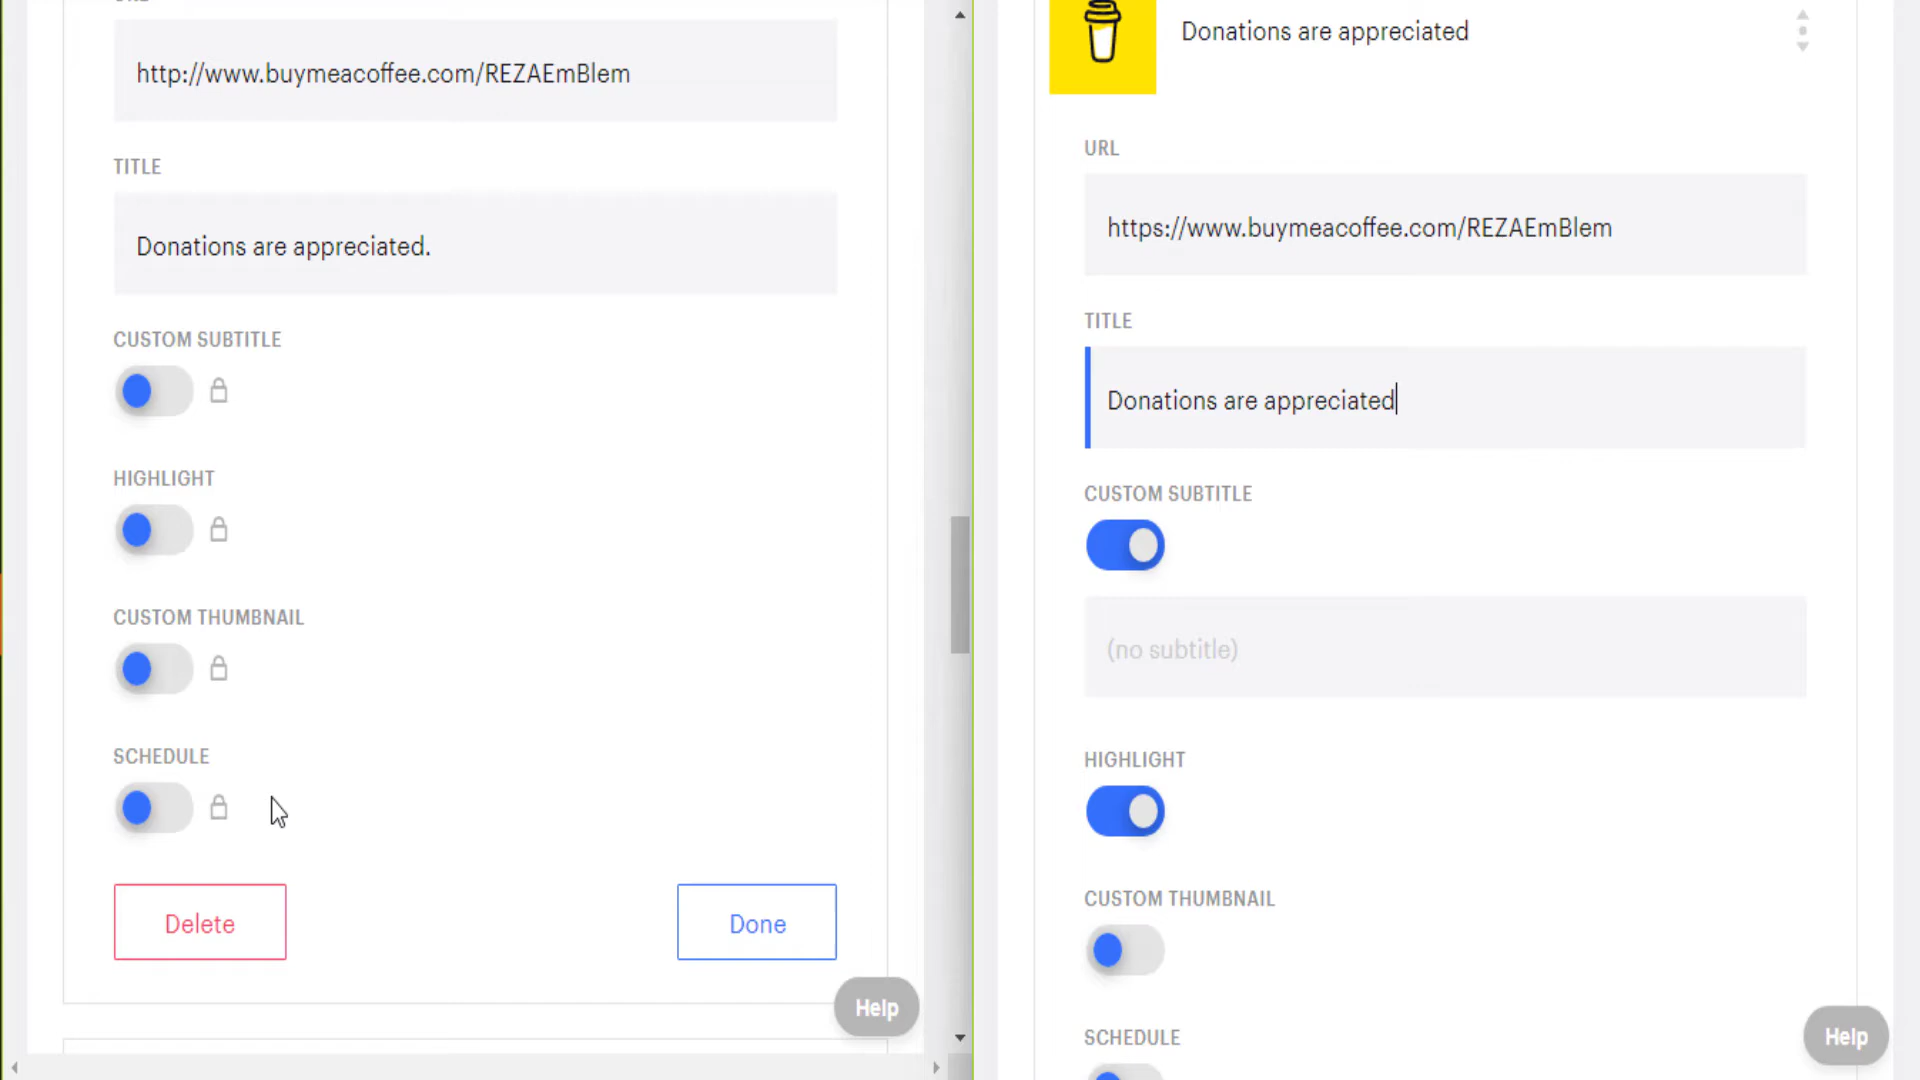 http://www.buymeacoffee.com/REZAEmBlem
TITLE
Donations are appreciated.
CUSTOM SUBTITLE
HIGHLIGHT
CUSTOM THUMBNAIL
SCHEDULE
Delete
Done
Help
Donations are appreciated
URL
https://www.buymeacoffee.com/REZAEmBlem
TITLE
Donations are appreciated
CUSTOM SUBTITLE
(no subtitle)
HIGHLIGHT
CUSTOM THUMBNAIL
SCHEDULE
Help